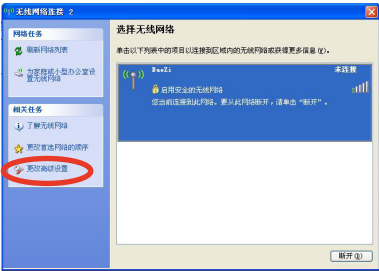 无线网络连接 2
网络任务
刷新网络列表
为家庭或小型办公室设
置无线网络
相关任务
了解无线网络
更改首选网络的顺序
更改高级设置
选择无线网络
单击以下列表中的项目以连接到区域内的无线网络或获得更多信息(W)。
BaoZi
未连接
启用安全的无线网络
您当前连接到此网络。要从此网络断开，请单击“断开”。
断开(D)